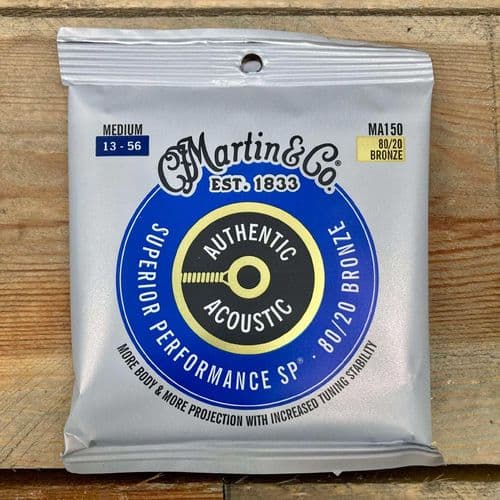 MEDIUM
13 - 56
MA150
80/20
BRONZE
CF Martin & Co.®
EST. 1833
AUTHENTIC
ACOUSTIC
SUPERIOR PERFORMANCE SP® · 80/20 BRONZE
MORE BODY & MORE PROJECTION WITH INCREASED TUNING STABILITY